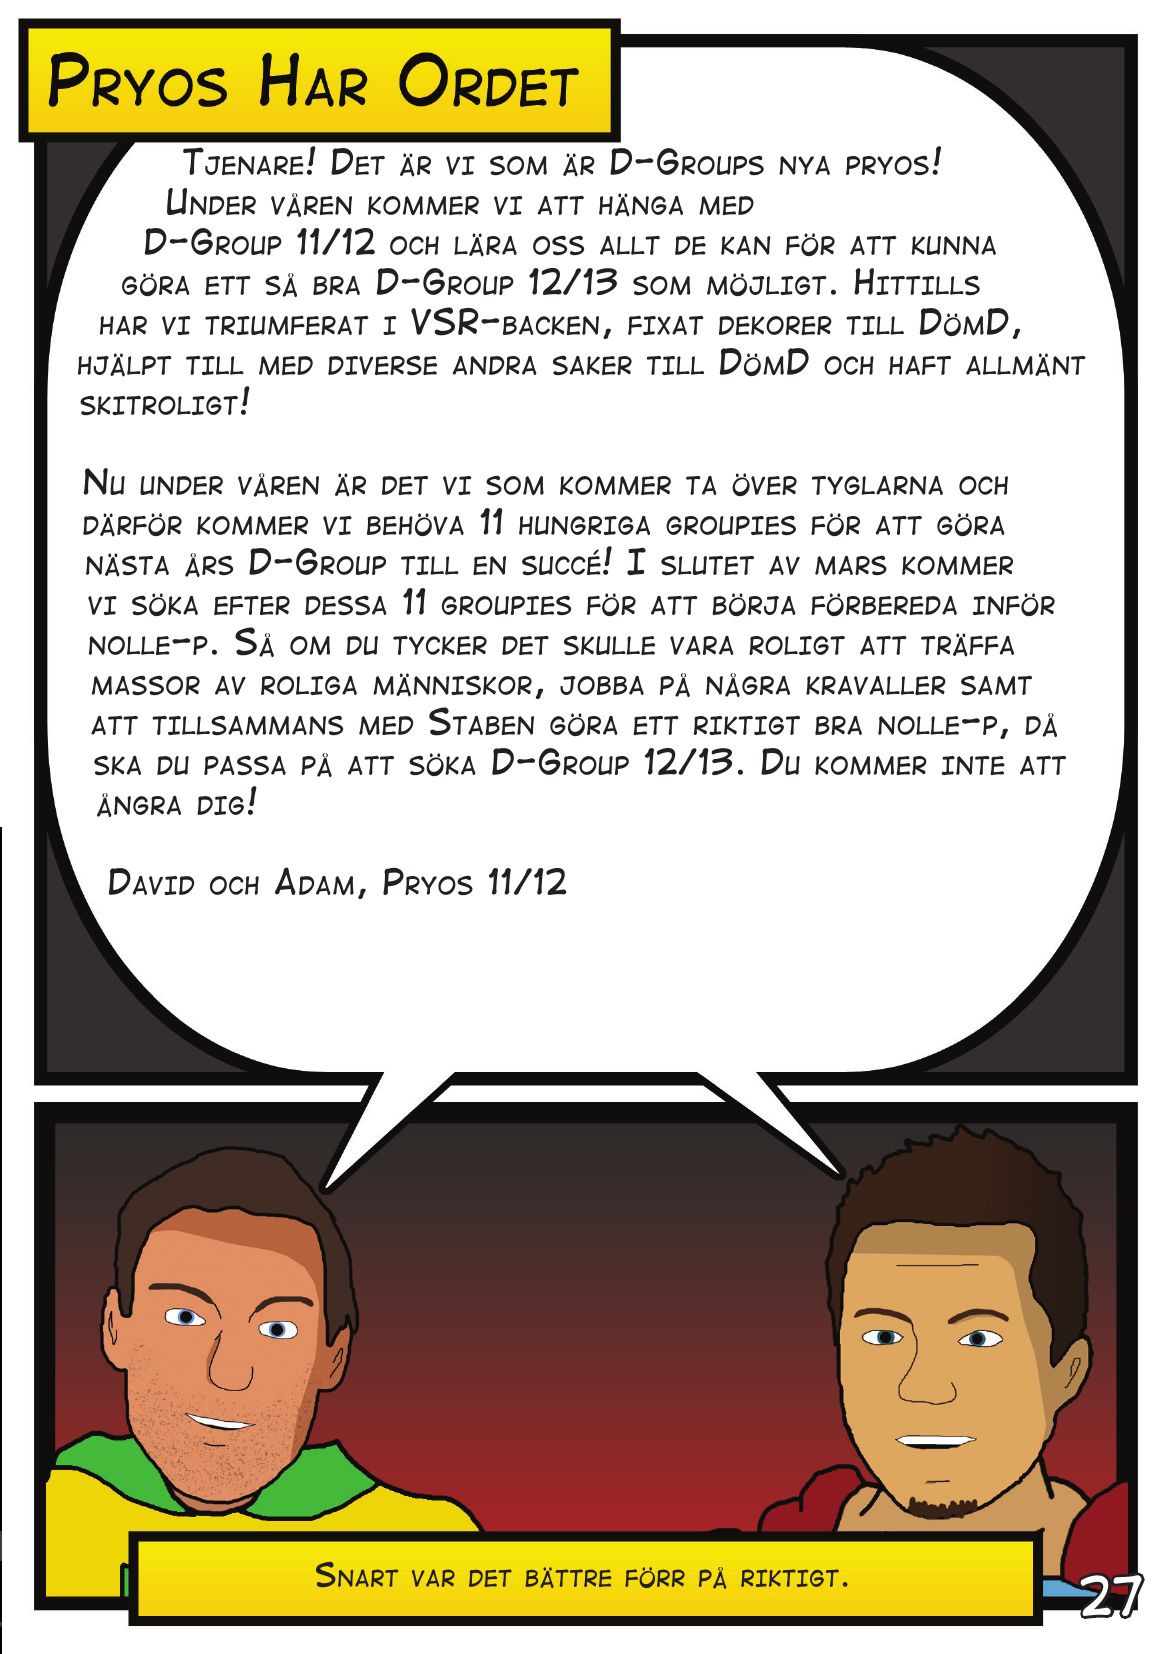 Pryos Har Ordet
Tjenare! Det är vi som är D-Groups nya pryos!
Under våren kommer vi att hänga med
D-Group 11/12 och lära oss allt de kan för att kunna
göra ett så bra D-Group 12/13 som möjligt. Hittills
har vi triumferat i VSR-backen, fixat dekorer till DömD,
hjälpt till med diverse andra saker till DömD och haft allmänt
skitroligt!
Nu under våren är det vi som kommer ta över tyglarna och
därför kommer vi behöva 11 hungriga groupies för att göra
nästa års D-Group till en succé! I slutet av mars kommer
vi söka efter dessa 11 groupies för att börja förbereda inför
nolle-p. Så om du tycker det skulle vara roligt att träffa
massor av roliga människor, jobba på några kravaller samt
att tillsammans med Staben göra ett riktigt bra nolle-p, då
ska du passa på att söka D-Group 12/13. Du kommer inte att
ångra dig!
David och Adam, Pryos 11/12
Snart var det bättre förr på riktigt.
27